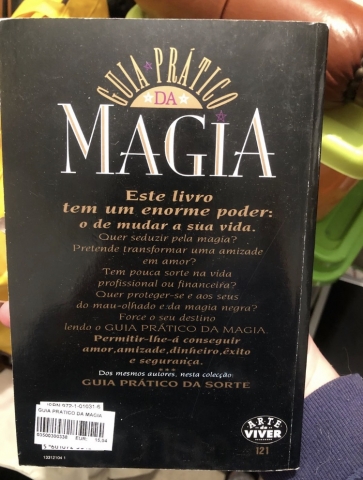 GUIA PRÁTICO
DA
MAGIA
Este livro
tem um enorme poder:
o de mudar a sua vida.
Quer seduzir pela magia?
Pretende transformar uma amizade
em amor?
Tem pouca sorte na vida
profissional ou financeira?
Quer proteger-se e aos seus
do mau-olhado e da magia negra?
Force o seu destino
lendo o GUIA PRÁTICO DA MAGIA
Permitir-lhe-á conseguir
amor, amizade, dinheiro, êxito
e segurança.
***
Dos mesmos autores, nesta colecção:
GUIA PRÁTICO DA SORTE
GUIA PRATICO DA MAGIA
EUR.
ARTE
de
VIVER
121